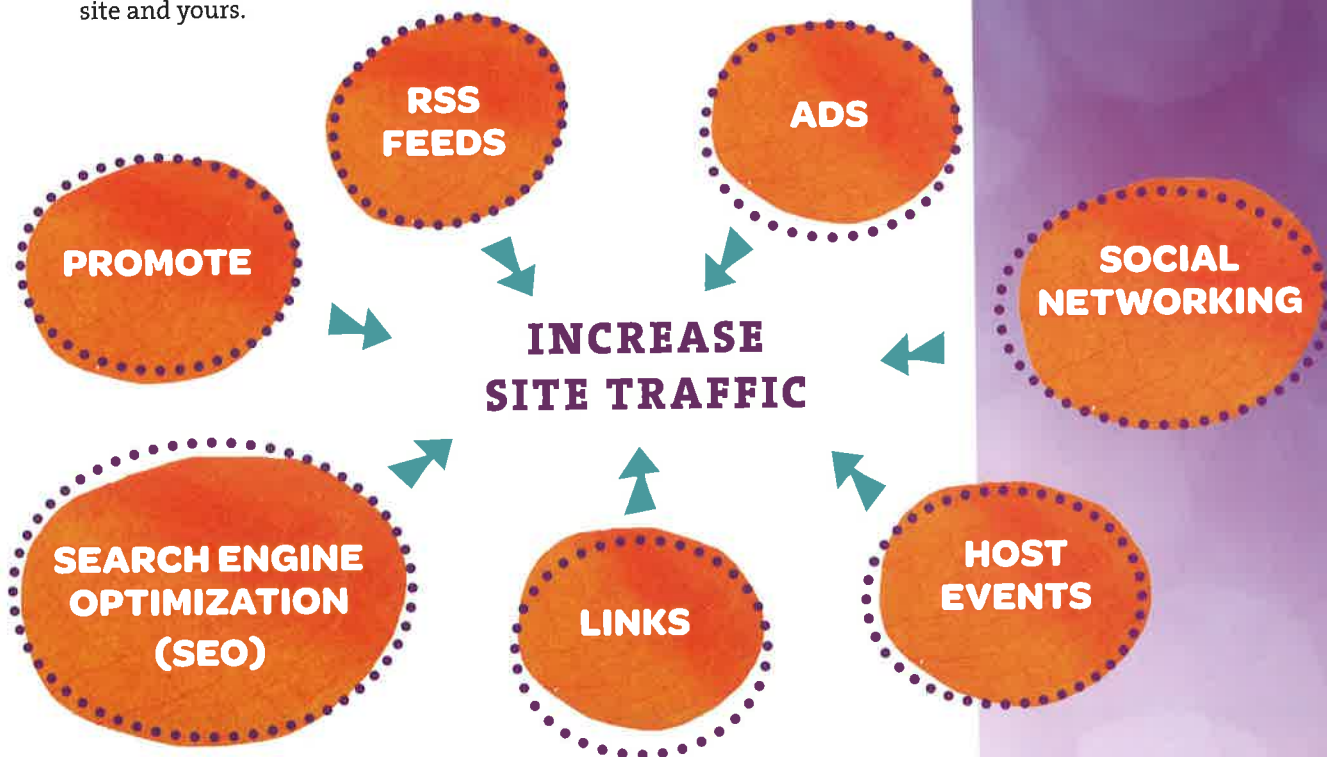 site and yours.
RSS
FEEDS
ADS
PROMOTE
SOCIAL
NETWORKING
INCREASE
SITE TRAFFIC
SEARCH ENGINE
OPTIMIZATION
(SEO)
LINKS
HOST
EVENTS